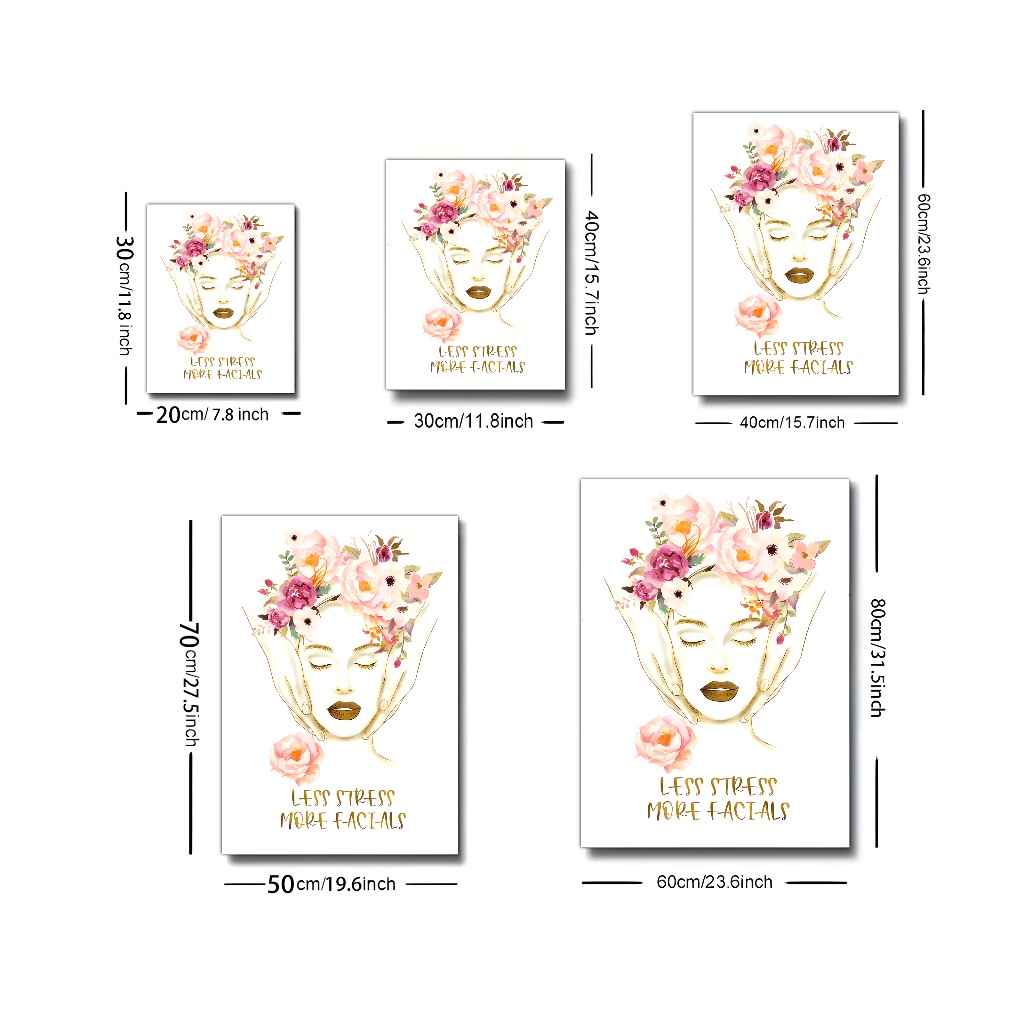 30cm/11.8 inch
LESS STRESS
MORE FACIALS
20cm/ 7.8 inch
40cm/15.7inch
LESS STRESS
MORE FACIALS
30cm/11.8inch
60cm/23.6inch
LESS STRESS
MORE FACIALS
40cm/15.7inch
70cm/27.5inch
LESS STRESS
MORE FACIALS
50cm/19.6inch
80cm/31.5inch
LESS STRESS
MORE FACIALS
60cm/23.6inch